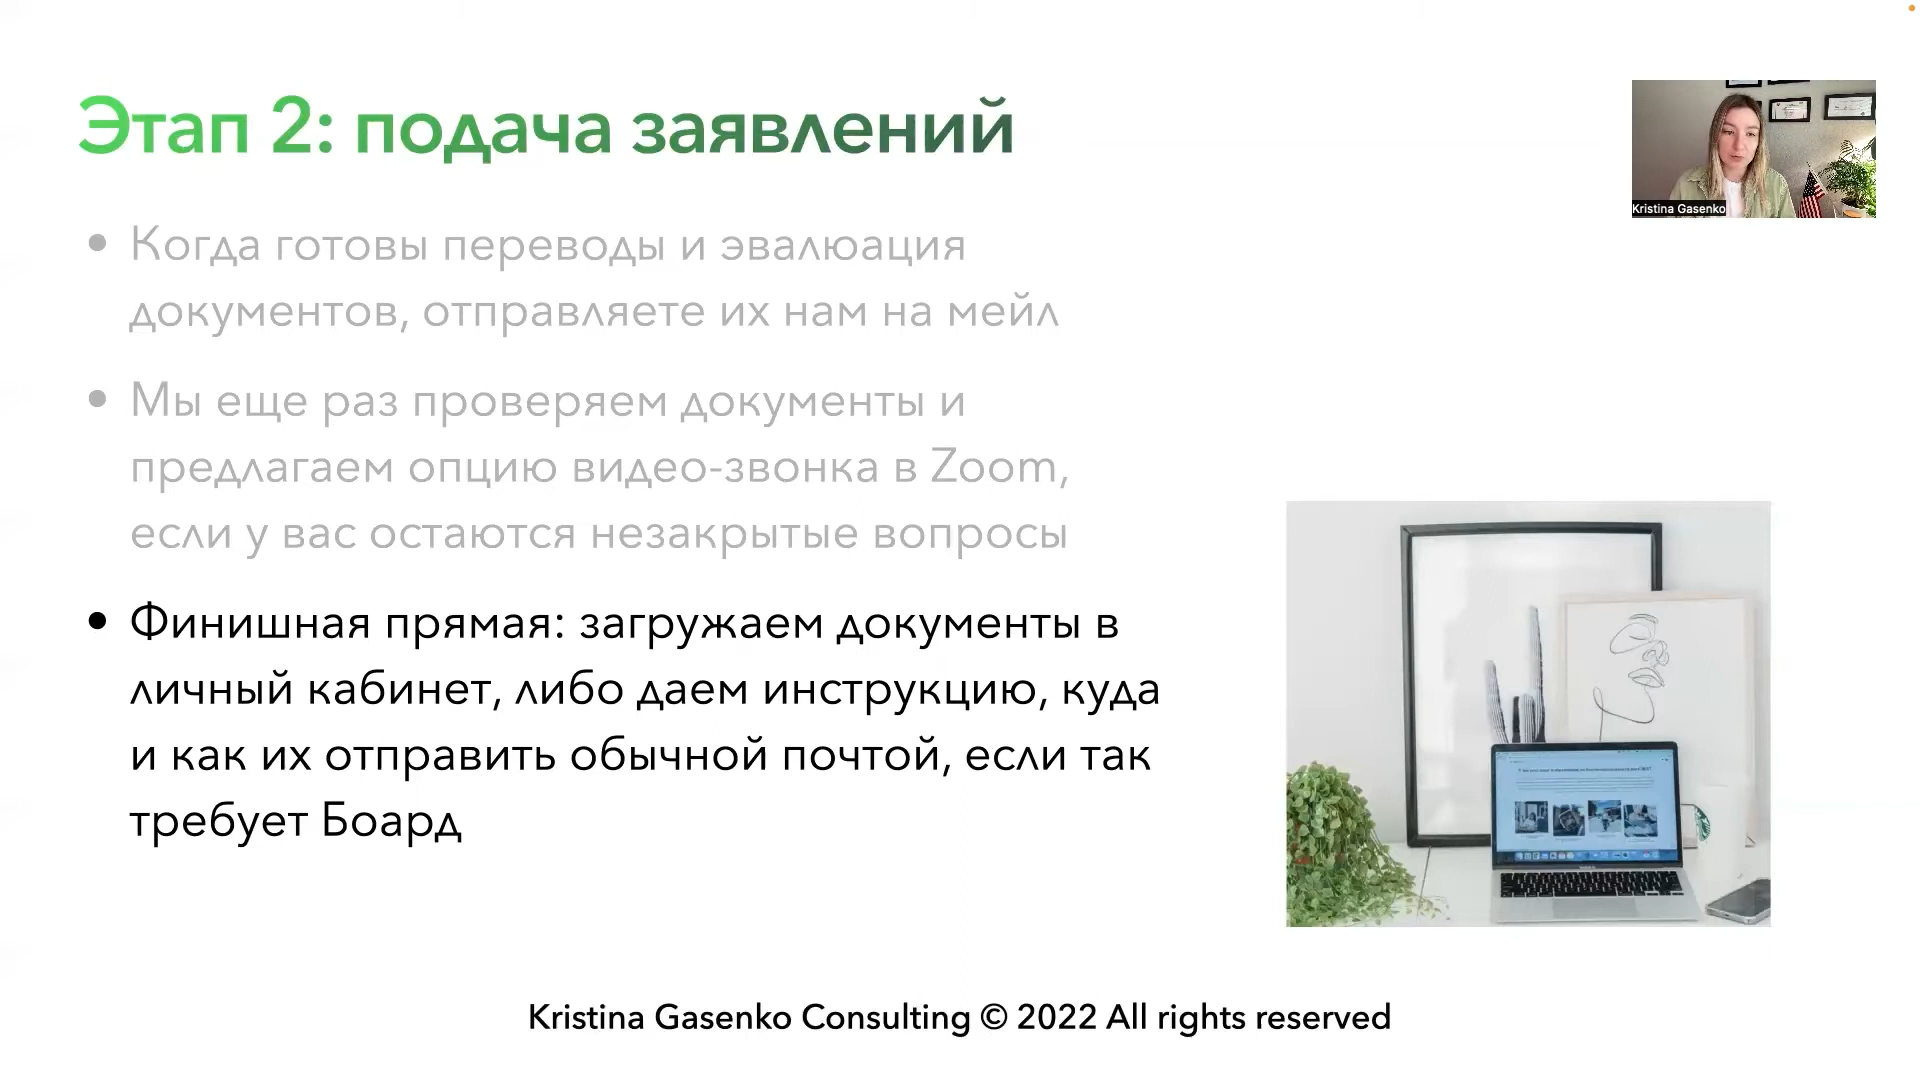 Этап 2: подача заявлений
Kristina Gasenko
• Когда готовы переводы и эвалюация
документов, отправляете их нам на мейл
• Мы еще раз проверяем документы и
предлагаем опцию видео-звонка в Zoom,
если у вас остаются незакрытые вопросы
• Финишная прямая: загружаем документы в
личный кабинет, либо даем инструкцию, куда
и как их отправить обычной почтой, если так
требует Боард
Kristina Gasenko Consulting © 2022 All rights reserved